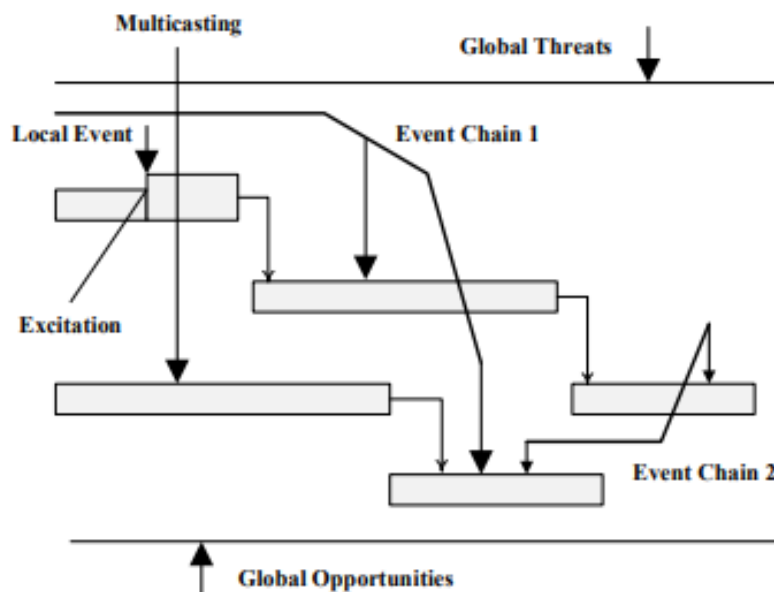 Multicasting
Global Threats
Local Event
Event Chain 1
Excitation
Event Chain 2
Global Opportunities